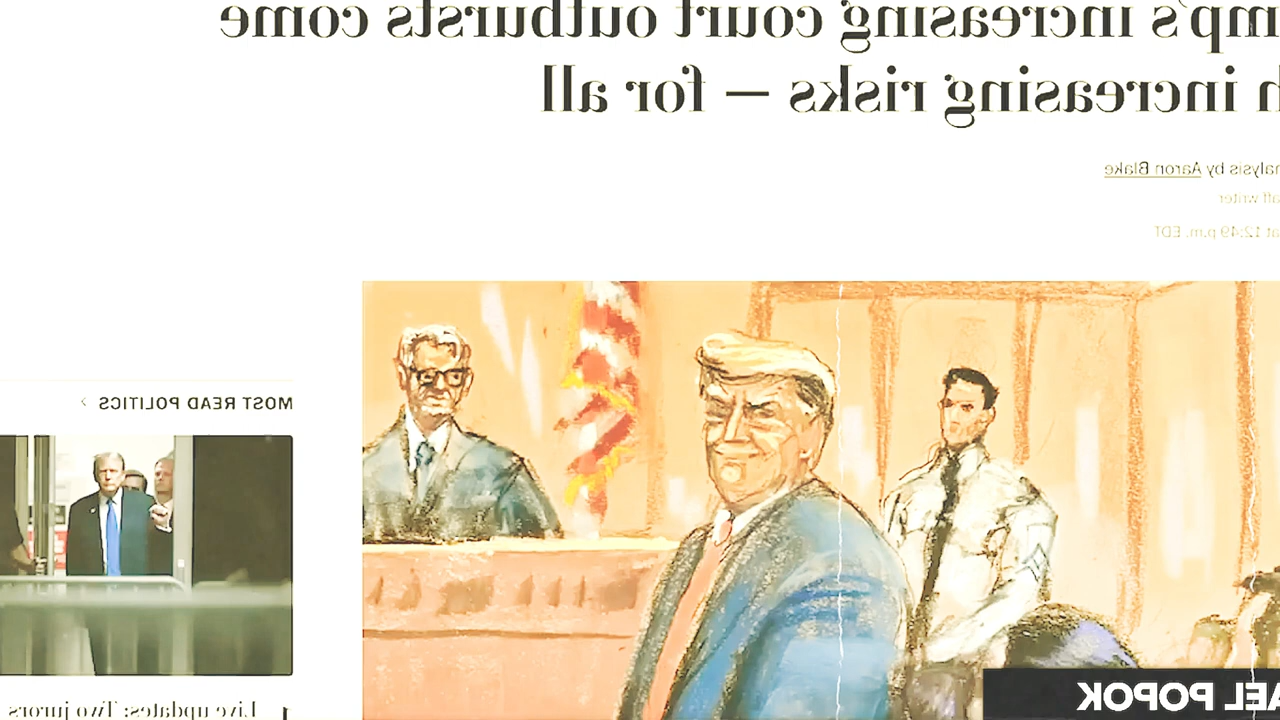 mp's increasing court outbursts come
h increasing risks — for all
nalysis by Aaron Blake
aff writer
at 12:49 p.m. EDT
MOST READ POLITICS >
1 Live updates: Two jurors
AEL POPOK